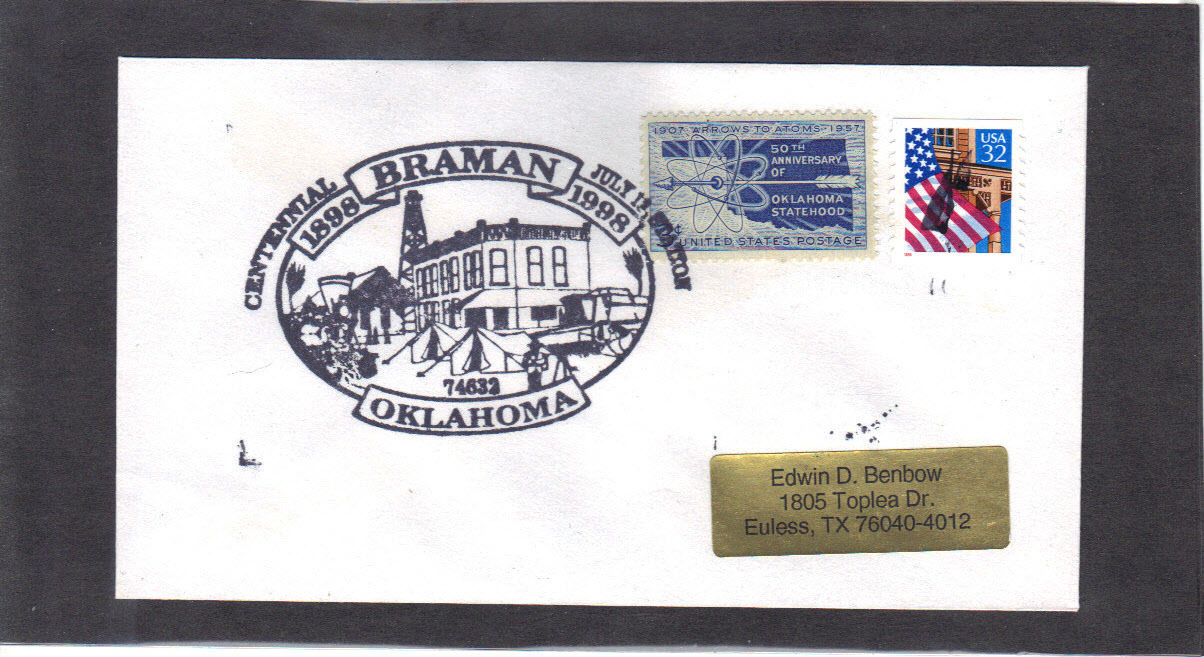 CENTENNIAL
1898 BRAMAN 1998
JULY
74632
OKLAHOMA
1907·ARROWS TO ATOMS·1957
50TH
ANNIVERSARY
OF
OKLAHOMA
STATEHOOD
UNITED STATES POSTAGE
USA
32
Edwin D. Benbow
1805 Toplea Dr.
Euless, TX 76040-4012